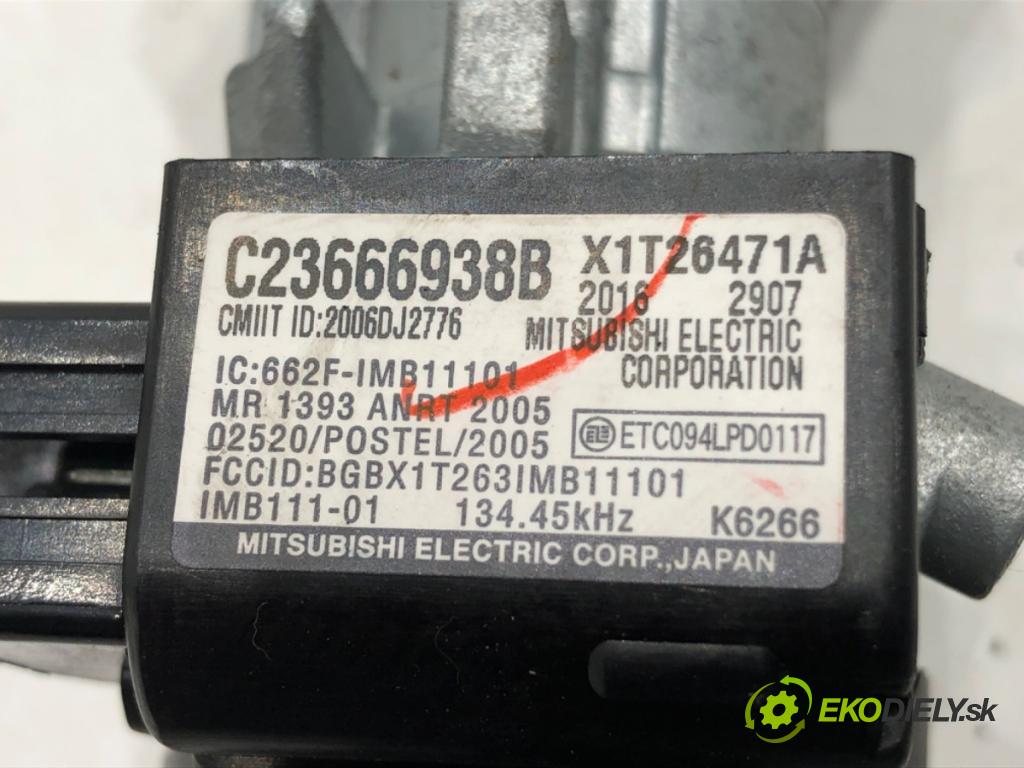 C23666938B X1T26471A
CMIIT ID:2006DJ2776 2016 2907
MITSUBISHI ELECTRIC
CORPORATION
IC:662F-IMB11101
MR 1393 ANRT 2005
02520/POSTEL/2005 ETC094LPD0117
FCCID:BGBX1T263IMB11101
IMB111-01 134.45kHz K6266
MITSUBISHI ELECTRIC CORP.,JAPAN
EKODIELY.sk